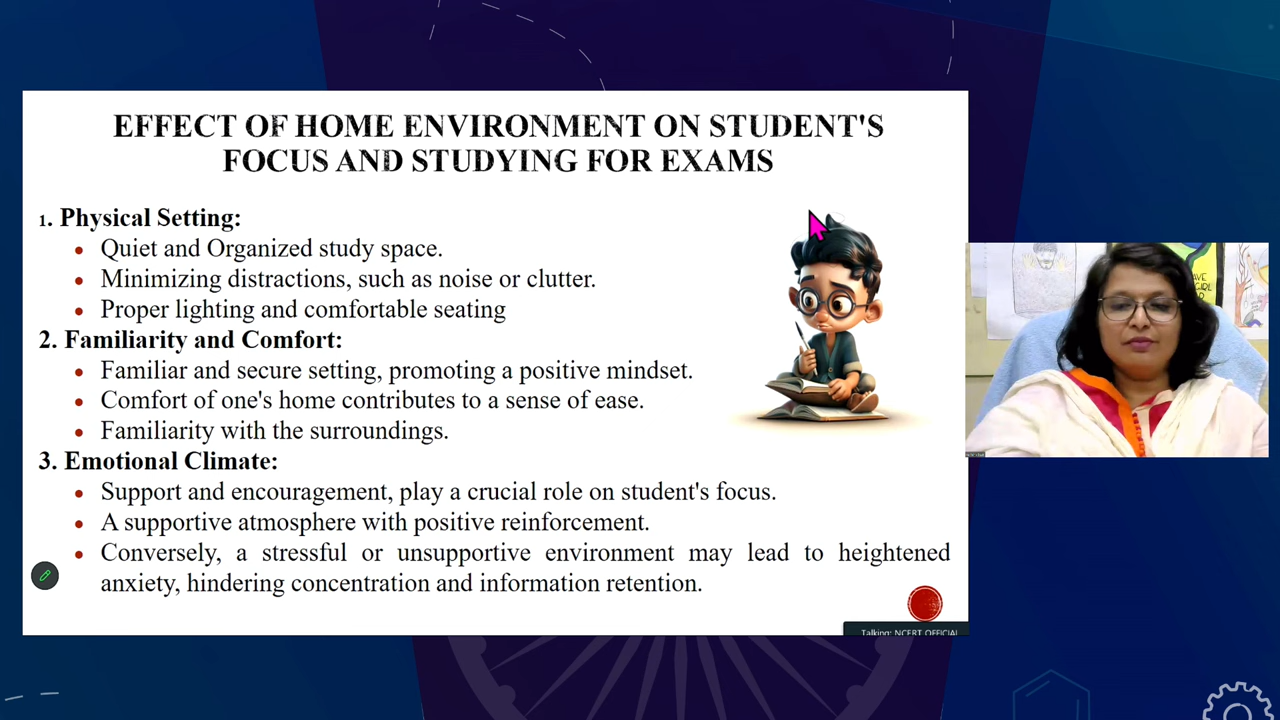 EFFECT OF HOME ENVIRONMENT ON STUDENT'S
FOCUS AND STUDYING FOR EXAMS
1. Physical Setting:
• Quiet and Organized study space.
• Minimizing distractions, such as noise or clutter.
• Proper lighting and comfortable seating
2. Familiarity and Comfort:
• Familiar and secure setting, promoting a positive mindset.
• Comfort of one's home contributes to a sense of ease.
• Familiarity with the surroundings.
3. Emotional Climate:
• Support and encouragement, play a crucial role on student's focus.
• A supportive atmosphere with positive reinforcement.
• Conversely, a stressful or unsupportive environment may lead to heightened
anxiety, hindering concentration and information retention.
Talking: NCERT OFFICIAL